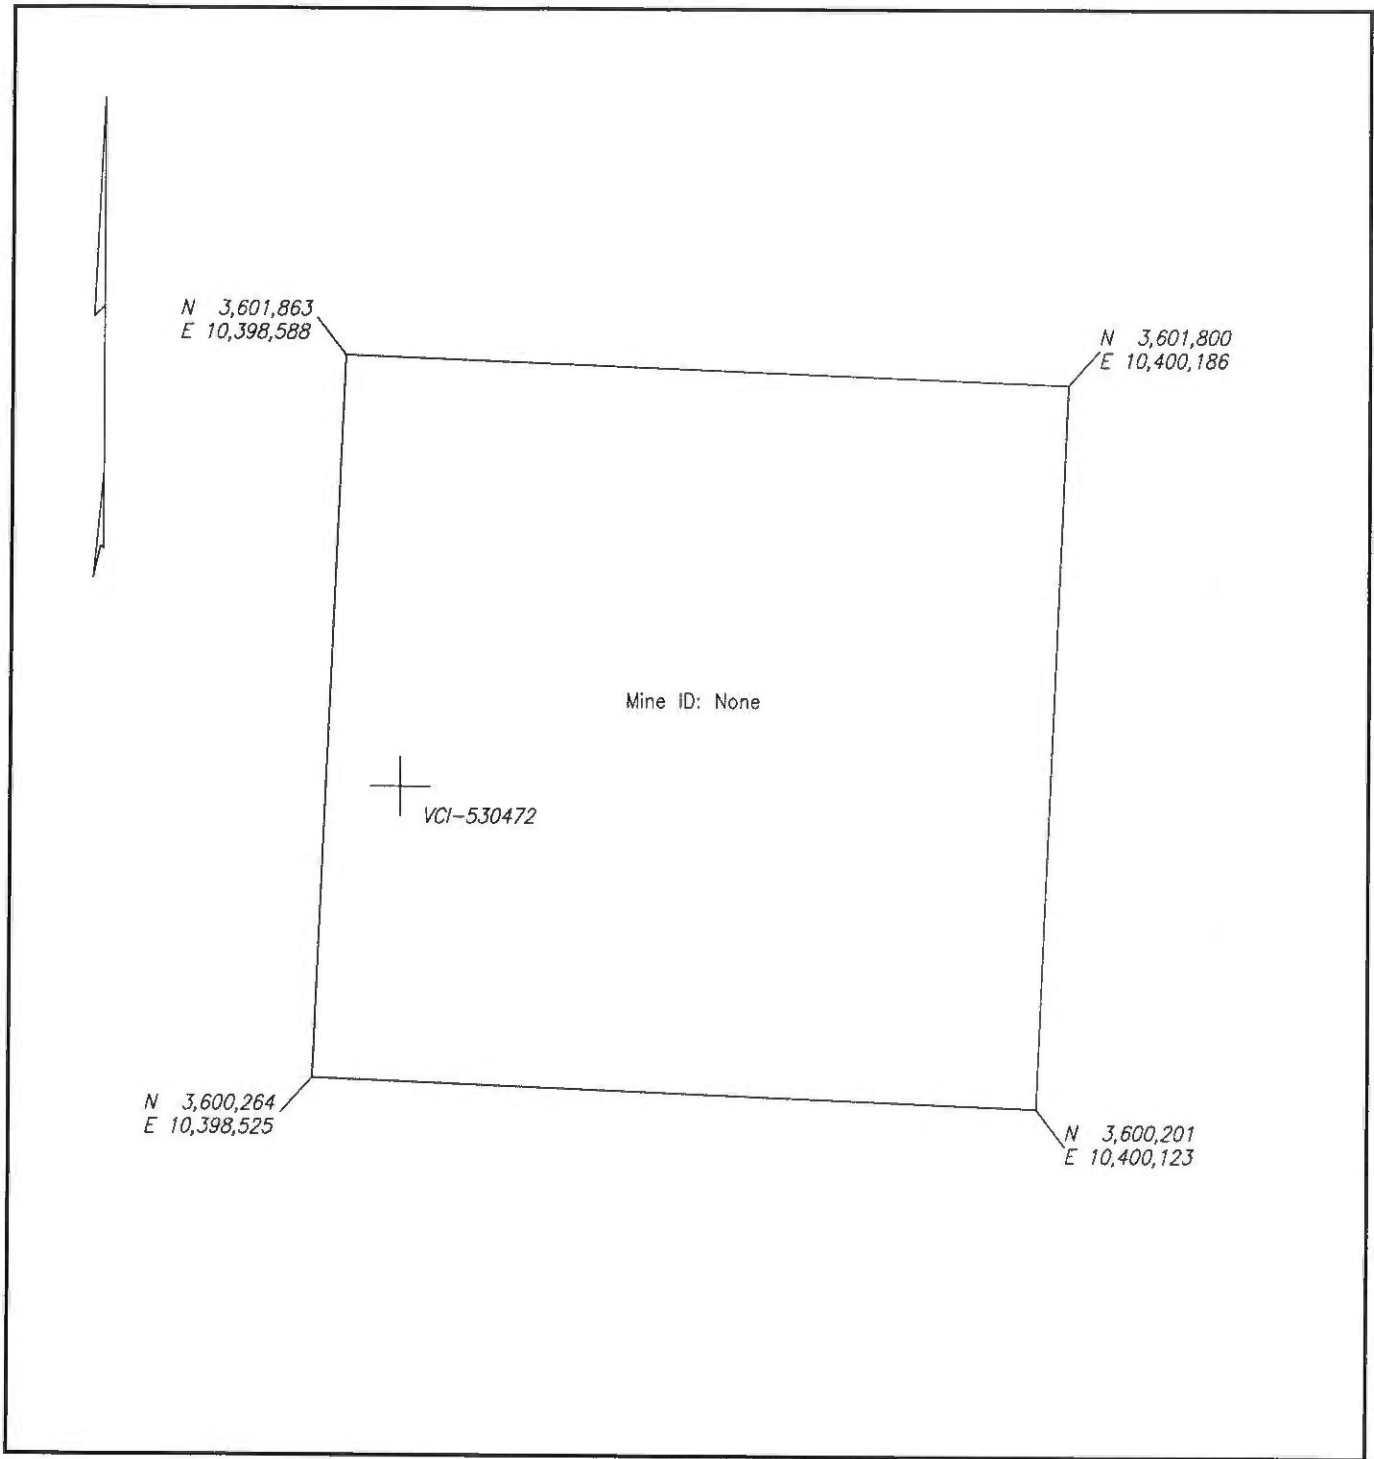 N 3,601,863
E 10,398,588
N 3,601,800
E 10,400,186
Mine ID: None
VCI-530472
N 3,600,264
E 10,398,525
N 3,600,201
E 10,400,123